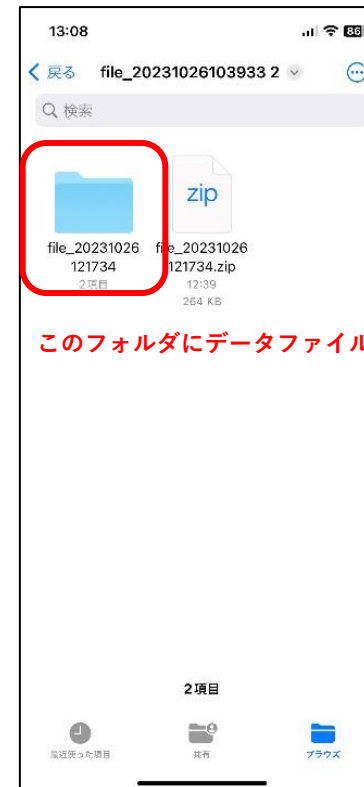 13:08
86
戻る file_20231026103933 2
検索
zip
file_20231026
121734
2項目
file_20231026
121734.zip
12:39
264 KB
このフォルダにデータファイル
2項目
最近使った項目
共有
ブラウズ